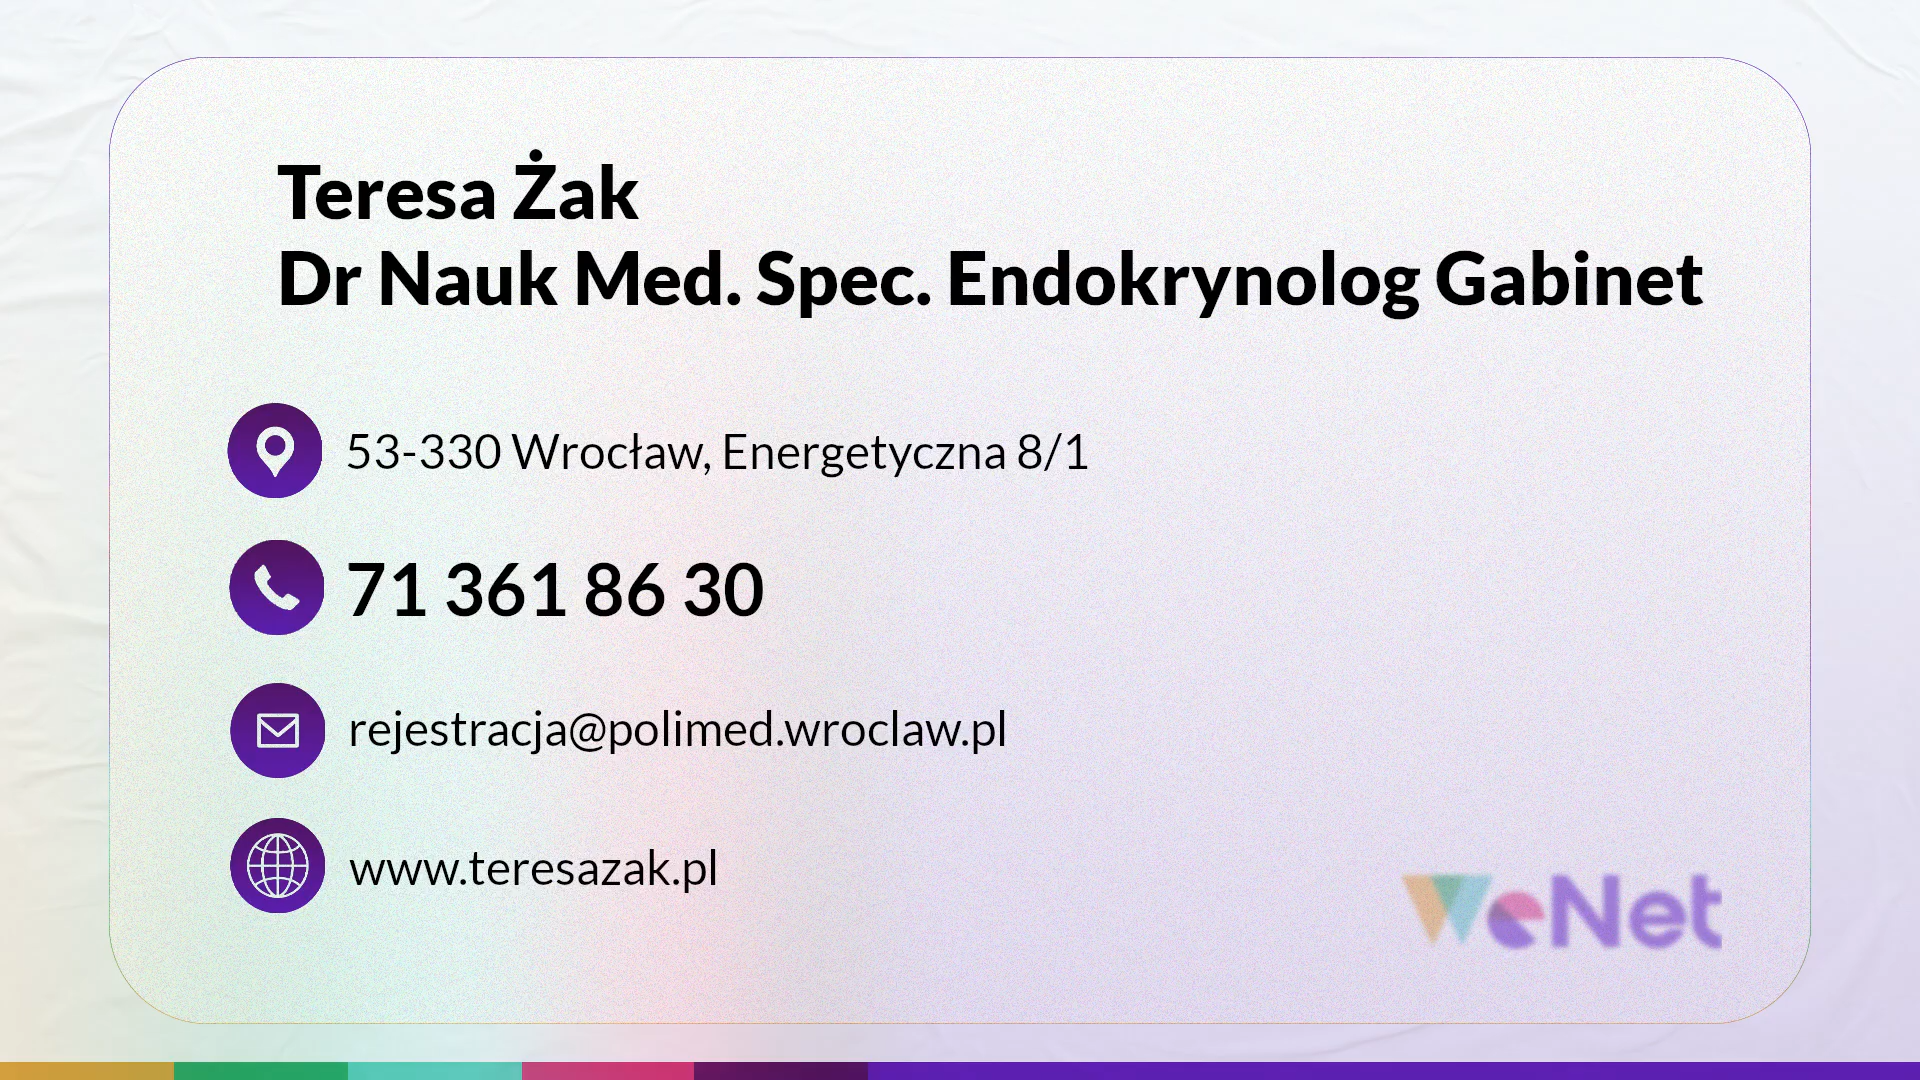 Teresa Żak
Dr Nauk Med. Spec. Endokrynolog Gabinet
53-330 Wrocław, Energetyczna 8/1
71 361 86 30
rejestracja@polimed.wroclaw.pl
www.teresazak.pl
WeNet